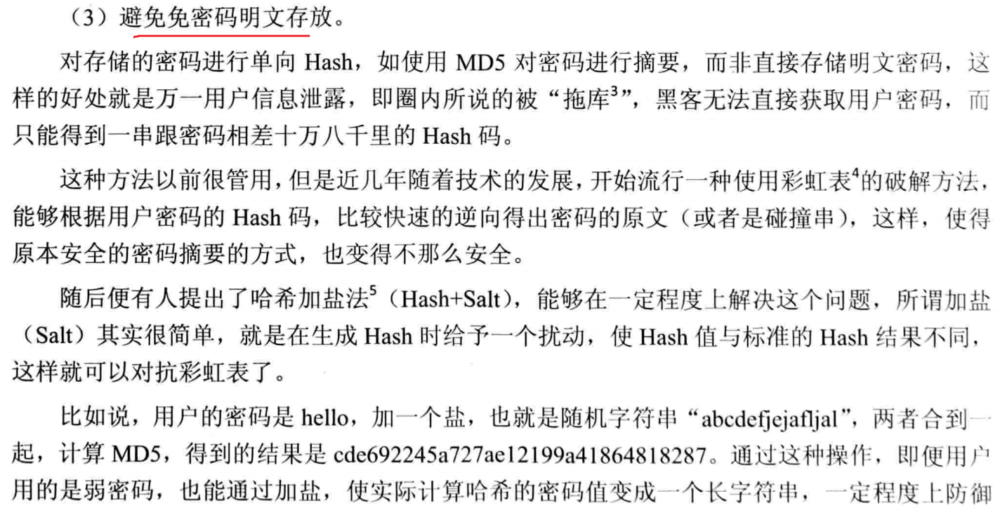 （3）避免免密码明文存放。
对存储的密码进行单向 Hash，如使用 MD5 对密码进行摘要，而非直接存储明文密码，这
样的好处就是万一用户信息泄露，即圈内所说的被“拖库3”，黑客无法直接获取用户密码，而
只能得到一串跟密码相差十万八千里的 Hash 码。
这种方法以前很管用，但是近几年随着技术的发展，开始流行一种使用彩虹表4的破解方法，
能够根据用户密码的 Hash 码，比较快速的逆向得出密码的原文（或者是碰撞串），这样，使得
原本安全的密码摘要的方式，也变得不那么安全。
随后便有人提出了哈希加盐法5（Hash+Salt），能够在一定程度上解决这个问题，所谓加盐
（Salt）其实很简单，就是在生成 Hash 时给予一个扰动，使 Hash 值与标准的 Hash 结果不同，
这样就可以对抗彩虹表了。
比如说，用户的密码是 hello，加一个盐，也就是随机字符串“abcdefjejafljal”，两者合到一
起，计算 MD5，得到的结果是 cde692245a727ae12199a41864818287。通过这种操作，即便用户
用的是弱密码，也能通过加盐，使实际计算哈希的密码值变成一个长字符串，一定程度上防御